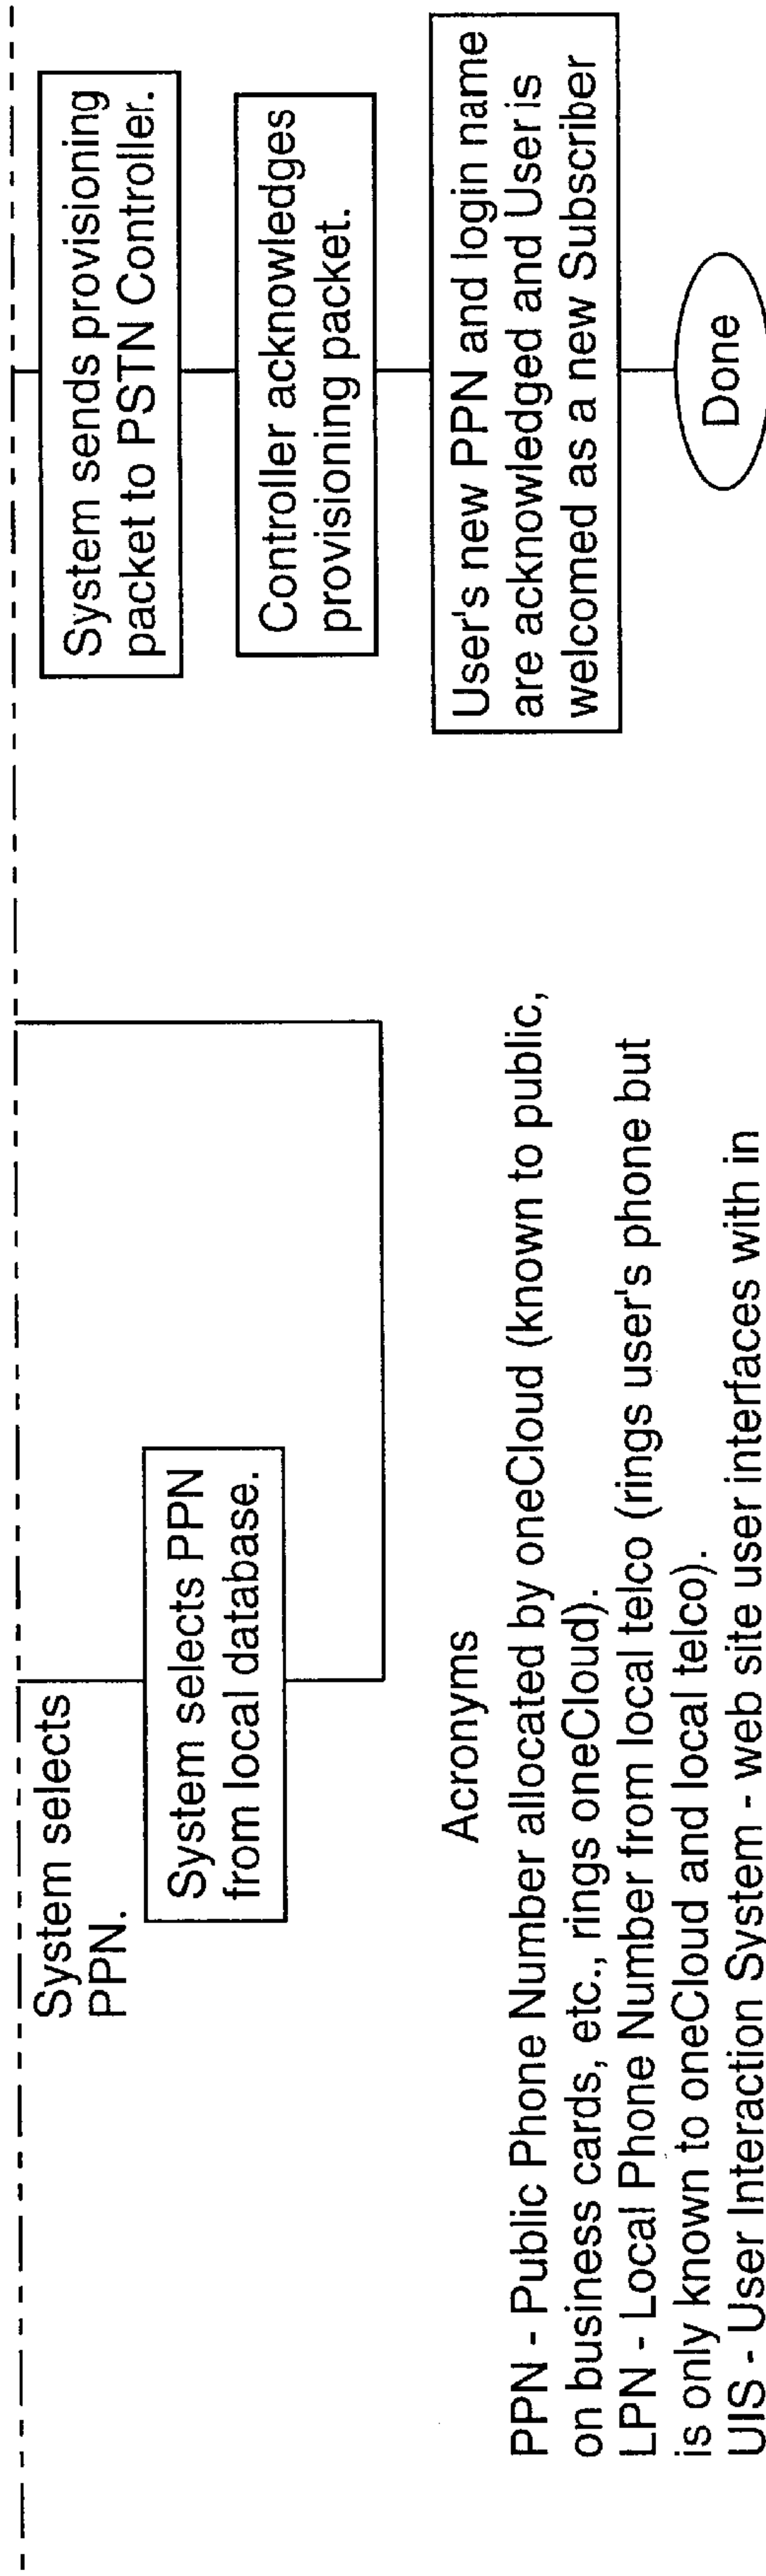 System selects
PPN.
System selects PPN
from local database.
System sends provisioning
packet to PSTN Controller.
Controller acknowledges
provisioning packet.
User's new PPN and login name
are acknowledged and User is
welcomed as a new Subscriber
Done
Acronyms
PPN - Public Phone Number allocated by oneCloud (known to public,
on business cards, etc., rings oneCloud).
LPN - Local Phone Number from local telco (rings user's phone but
is only known to oneCloud and local telco).
UIS - User Interaction System - web site user interfaces with in